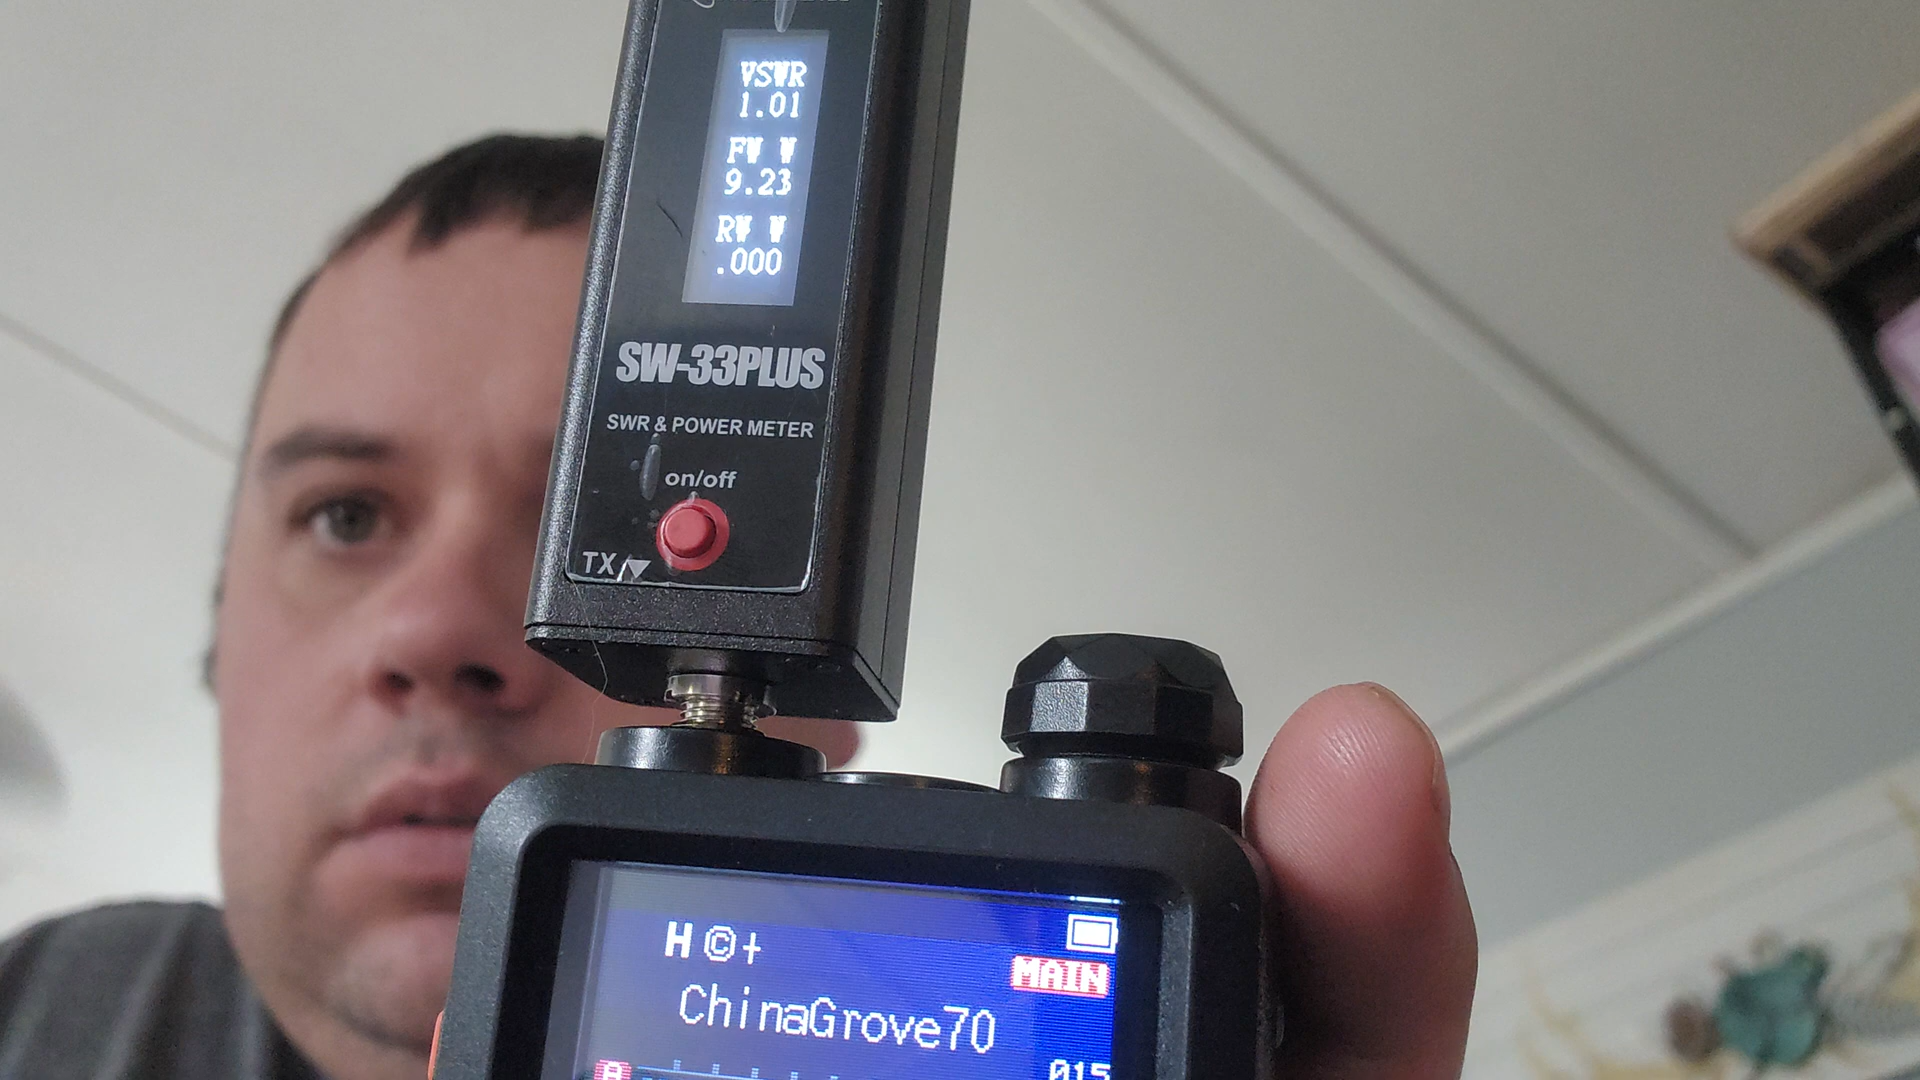 VSWR
1.01
FW W
9.23
RW W
.000
SW-33PLUS
SWR & POWER METER
on/off
TX
H ©+
MAIN
ChinaGrove70
A
015